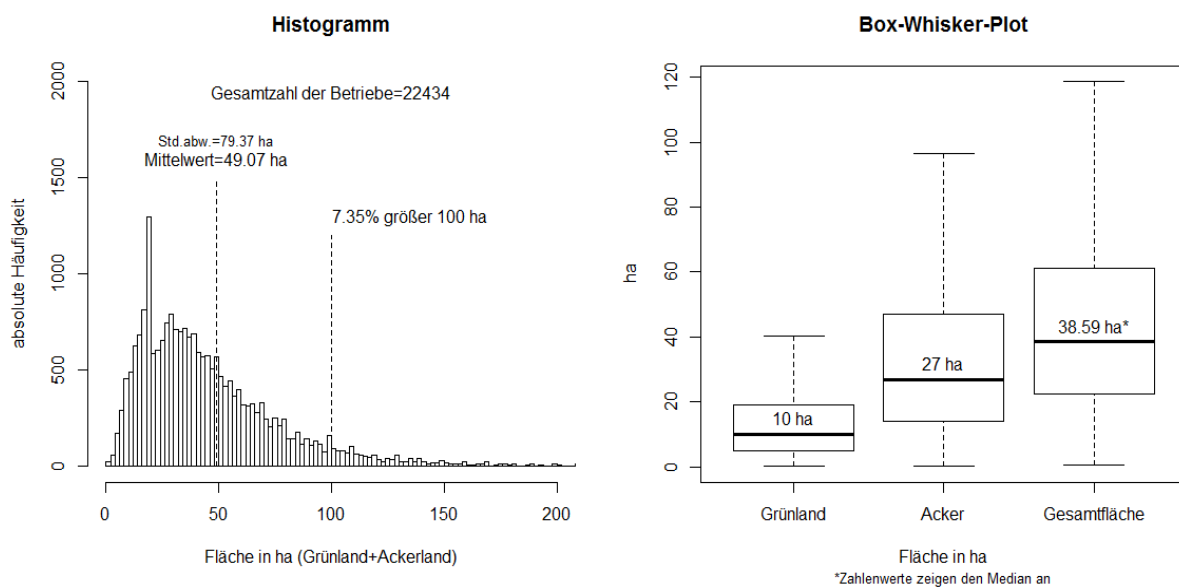 Histogramm
Gesamtzahl der Betriebe=22434
Std.abw.=79.37 ha
Mittelwert=49.07 ha
7.35% größer 100 ha
absolute Häufigkeit
2000
1500
1000
500
0
0 50 100 150 200
Fläche in ha (Grünland+Ackerland)
Box-Whisker-Plot
ha
120
100
80
60
40
20
0
10 ha
27 ha
38.59 ha*
Grünland Acker Gesamtfläche
Fläche in ha
*Zahlenwerte zeigen den Median an